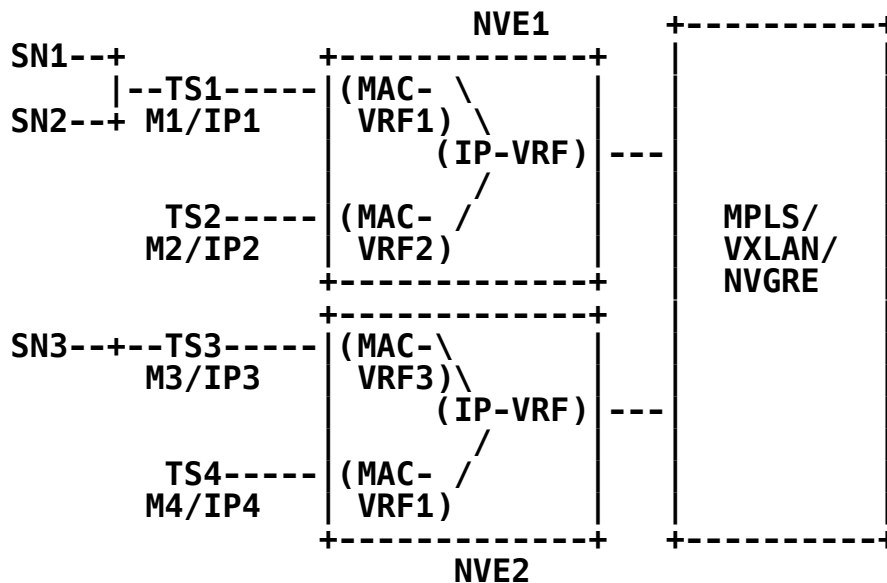 NVE1      +----------+
SN1--+          +-------------+   |          |
     |--TS1-----|(MAC- \      |   |          |
SN2--+ M1/IP1   | VRF1) \     |   |          |
                |     (IP-VRF)|---|          |
                |       /     |   |          |
        TS2-----|(MAC- /      |   |  MPLS/   |
       M2/IP2   | VRF2)       |   |  VXLAN/  |
                +-------------+   |  NVGRE   |
                +-------------+   |          |
SN3--+--TS3-----|(MAC-\       |   |          |
       M3/IP3   | VRF3)\      |   |          |
                |     (IP-VRF)|---|          |
                |       /     |   |          |
        TS4-----|(MAC- /      |   |          |
       M4/IP4   | VRF1)       |   |          |
                +-------------+   +----------+
                       NVE2